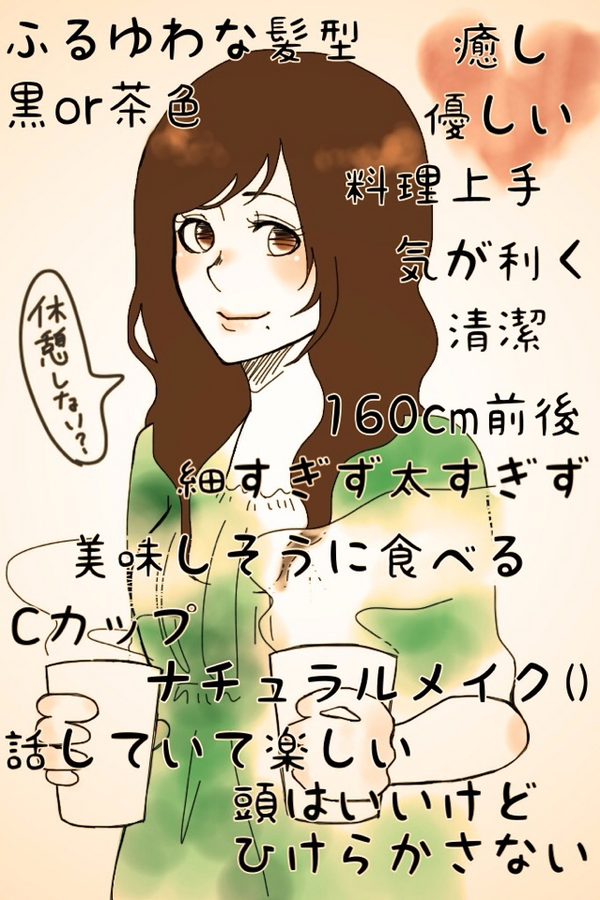 ふるゆわな髪型
癒し
黒or茶色
優しい
料理上手
気が利く
清潔
休憩しない?
160cm前後
細すぎず太すぎず
美味しそうに食べる
Cカップ
ナチュラルメイク()
話していて楽しい
頭はいいけど
ひけらかさない